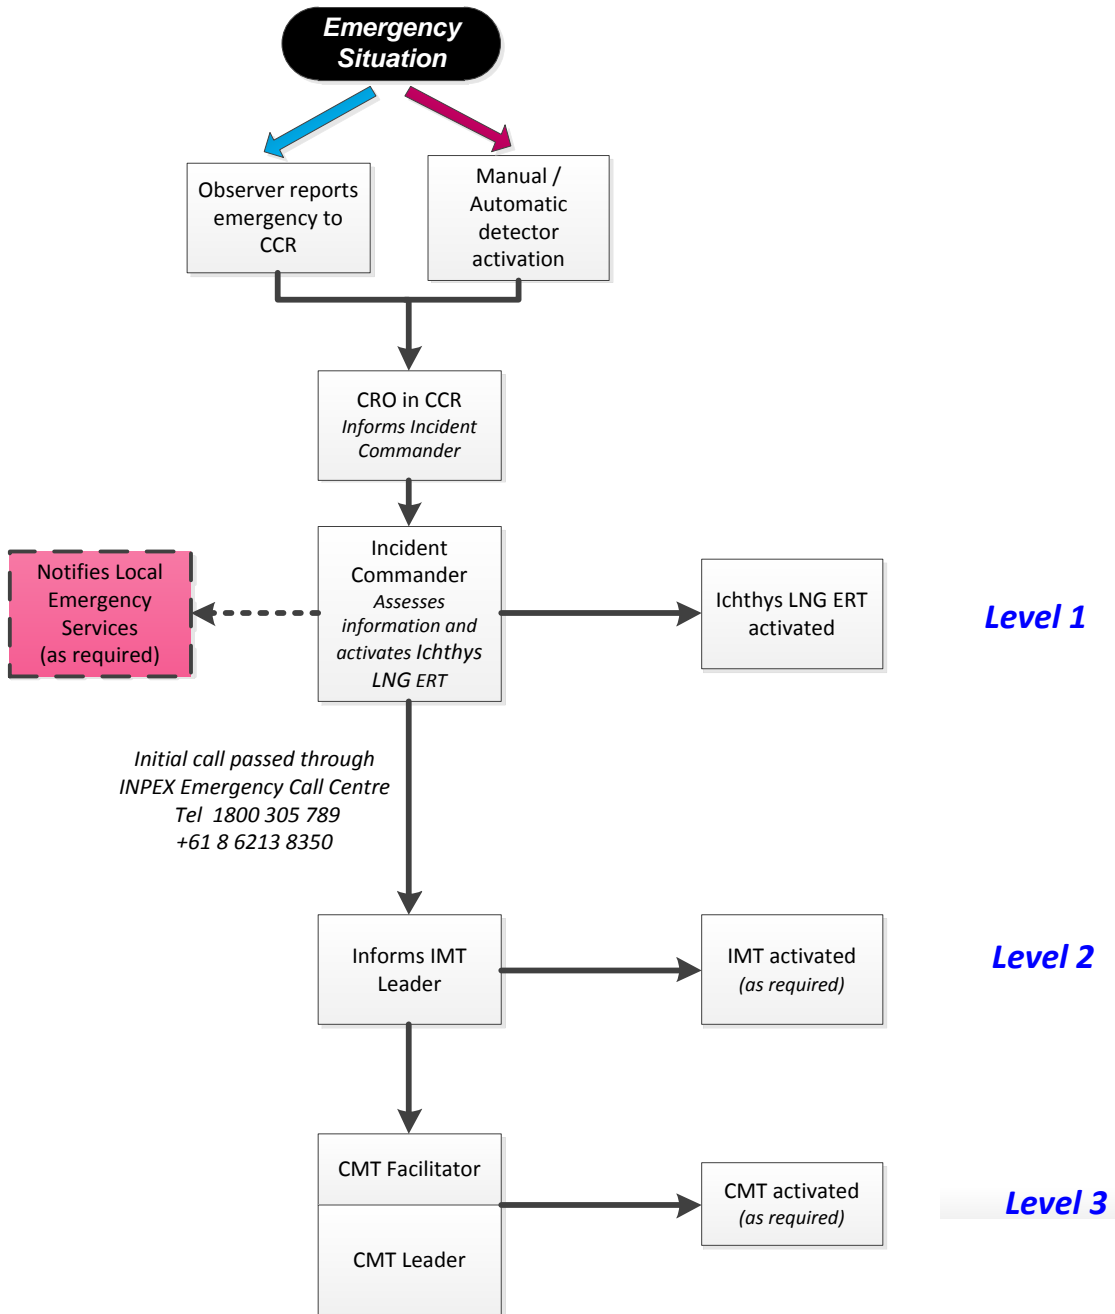 Emergency
Situation
Observer reports
emergency to
CCR
Manual /
Automatic
detector
activation
CRO in CCR
Informs Incident
Commander
Notifies Local
Emergency
Services
(as required)
Incident
Commander
Assesses
information and
activates Ichthys
LNG ERT
Ichthys LNG ERT
activated
Level 1
Initial call passed through
INPEX Emergency Call Centre
Tel 1800 305 789
+61 8 6213 8350
Informs IMT
Leader
IMT activated
(as required)
Level 2
CMT Facilitator
CMT Leader
CMT activated
(as required)
Level 3